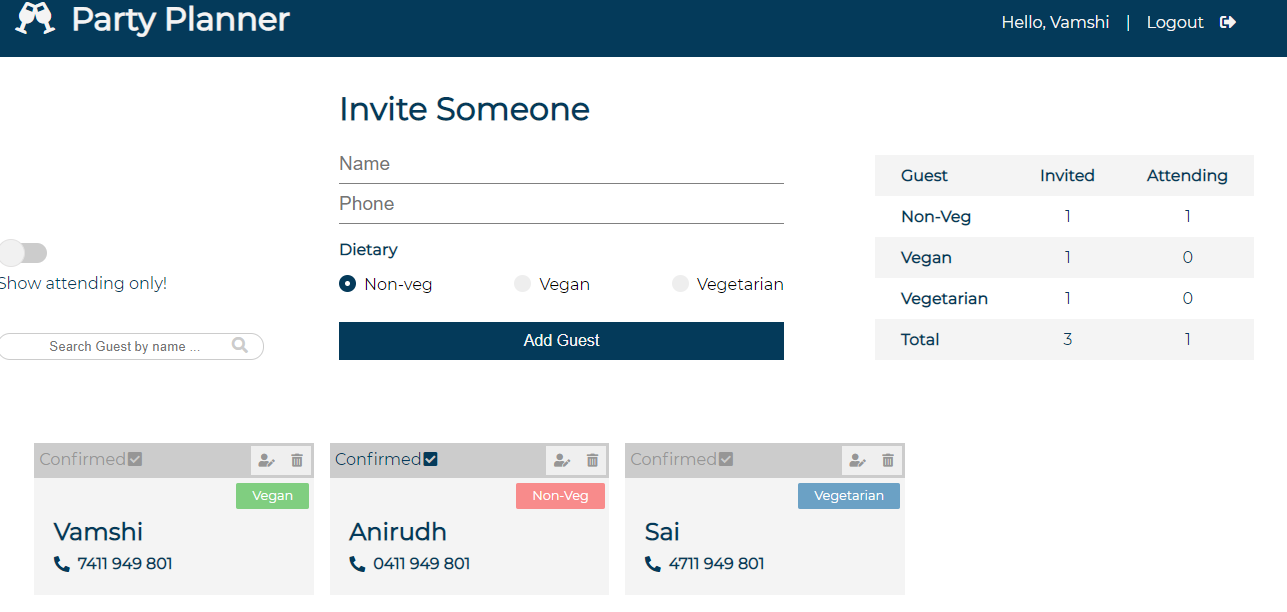 Party Planner
Hello, Vamshi | Logout
Invite Someone
Name
Phone
Dietary
Non-veg Vegan Vegetarian
Add Guest
Show attending only!
Search Guest by name ...
Guest Invited Attending
Non-Veg 1 1
Vegan 1 0
Vegetarian 1 0
Total 3 1
Confirmed
Vegan
Vamshi
7411 949 801
Confirmed
Non-Veg
Anirudh
0411 949 801
Confirmed
Vegetarian
Sai
4711 949 801